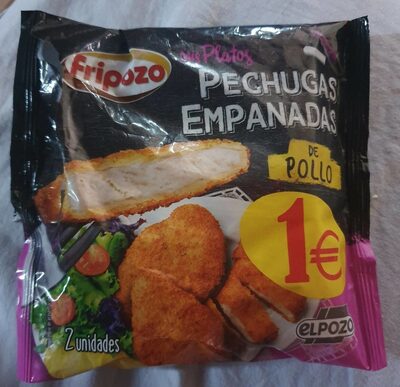 Fripozo
sus Platos
PECHUGAS
EMPANADAS
DE
POLLO
1€
ELPOZO
2 unidades